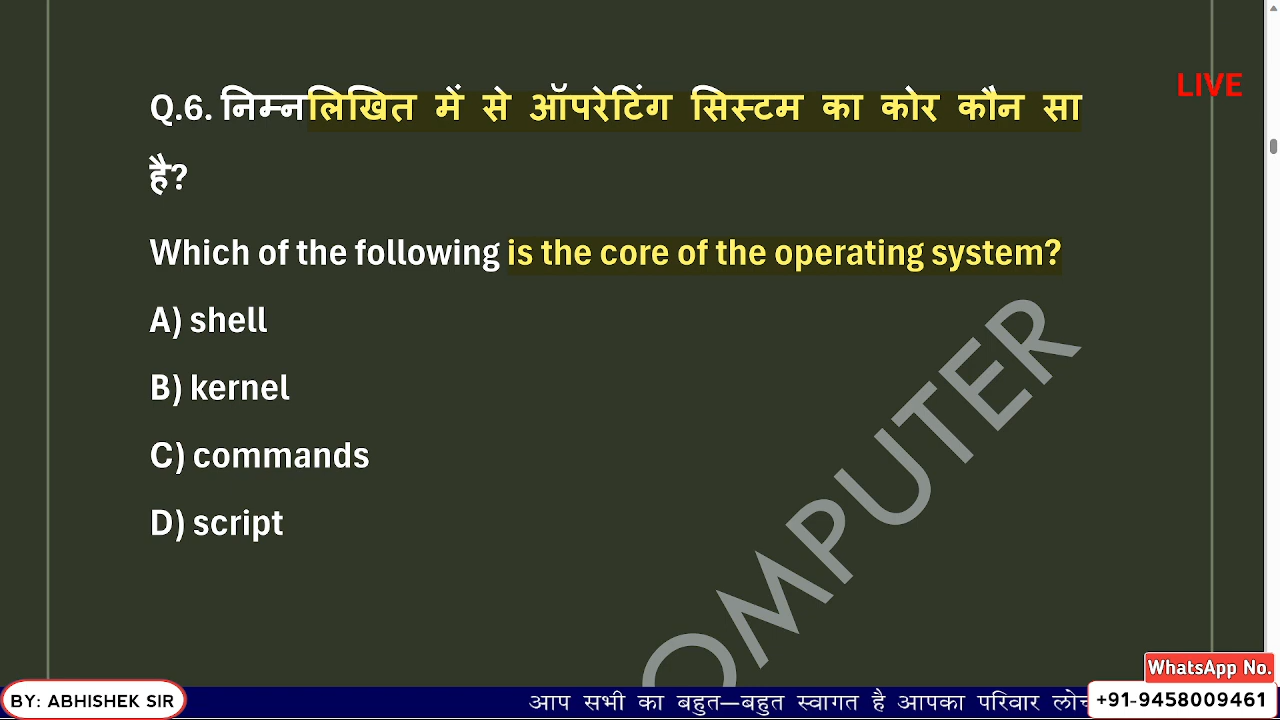 LIVE
Q.6. निम्नलिखित में से ऑपरेटिंग सिस्टम का कोर कौन सा
है?
Which of the following is the core of the operating system?
A) shell
B) kernel
C) commands
D) script
OMPUTER
WhatsApp No.
BY: ABHISHEK SIR
आप सभी का बहुत–बहुत स्वागत है आपका परिवार
+91-9458009461